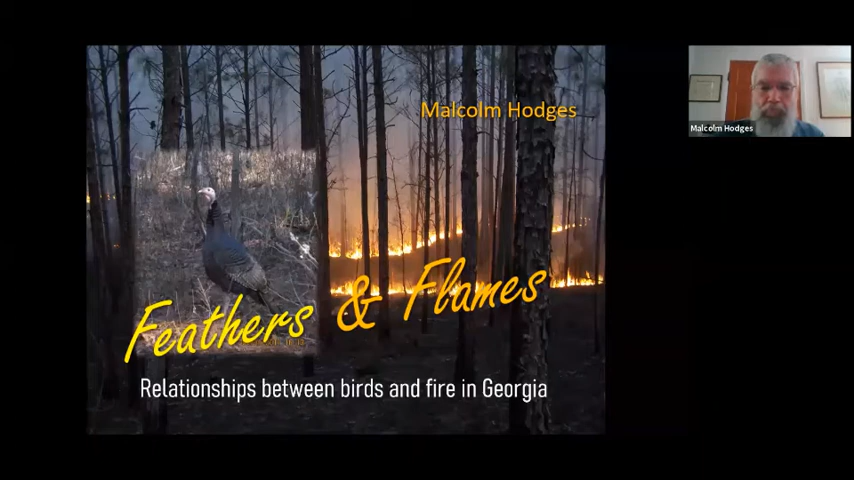 Malcolm Hodges
Malcolm Hodges
Feathers & Flames
Relationships between birds and fire in Georgia